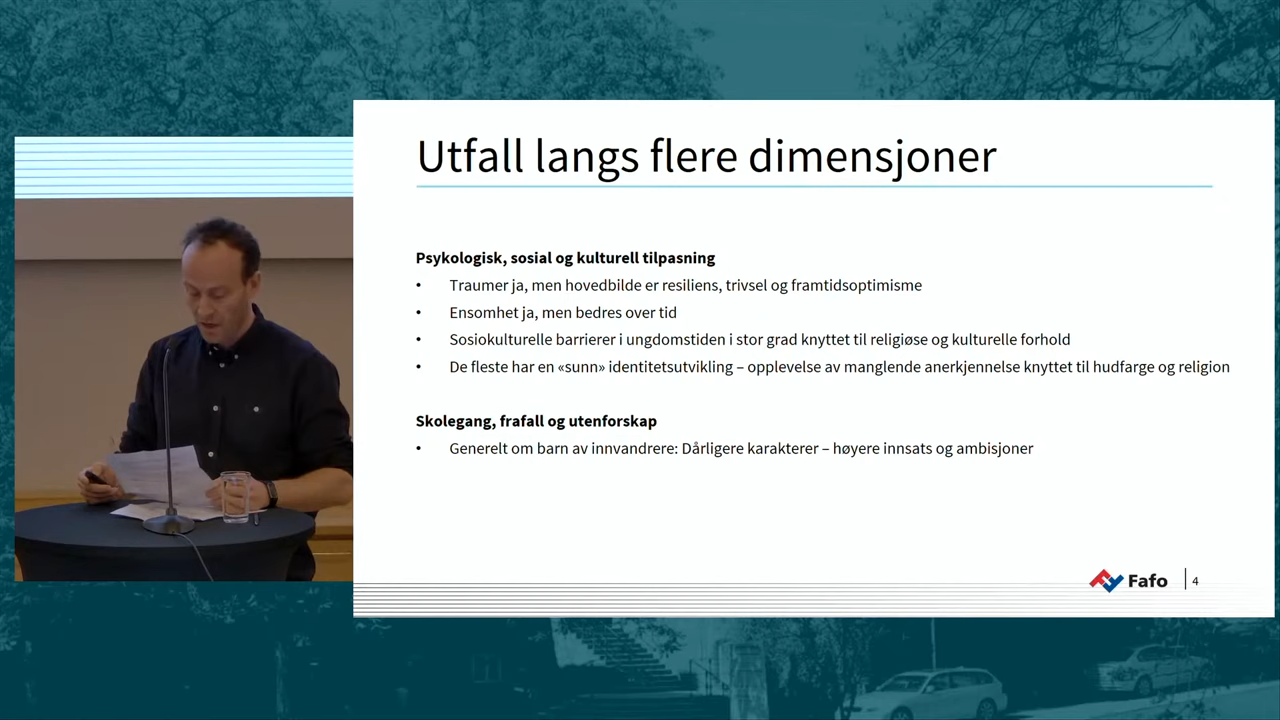 Utfall langs flere dimensjoner
Psykologisk, sosial og kulturell tilpasning
• Traumer ja, men hovedbilde er resiliens, trivsel og framtidsoptimisme
• Ensomhet ja, men bedres over tid
• Sosiokulturelle barrierer i ungdomstiden i stor grad knyttet til religiøse og kulturelle forhold
• De fleste har en «sunn» identitetsutvikling – opplevelse av manglende anerkjennelse knyttet til hudfarge og religion
Skolegang, frafall og utenforskap
• Generelt om barn av innvandrere: Dårligere karakterer – høyere innsats og ambisjoner
Fafo
4